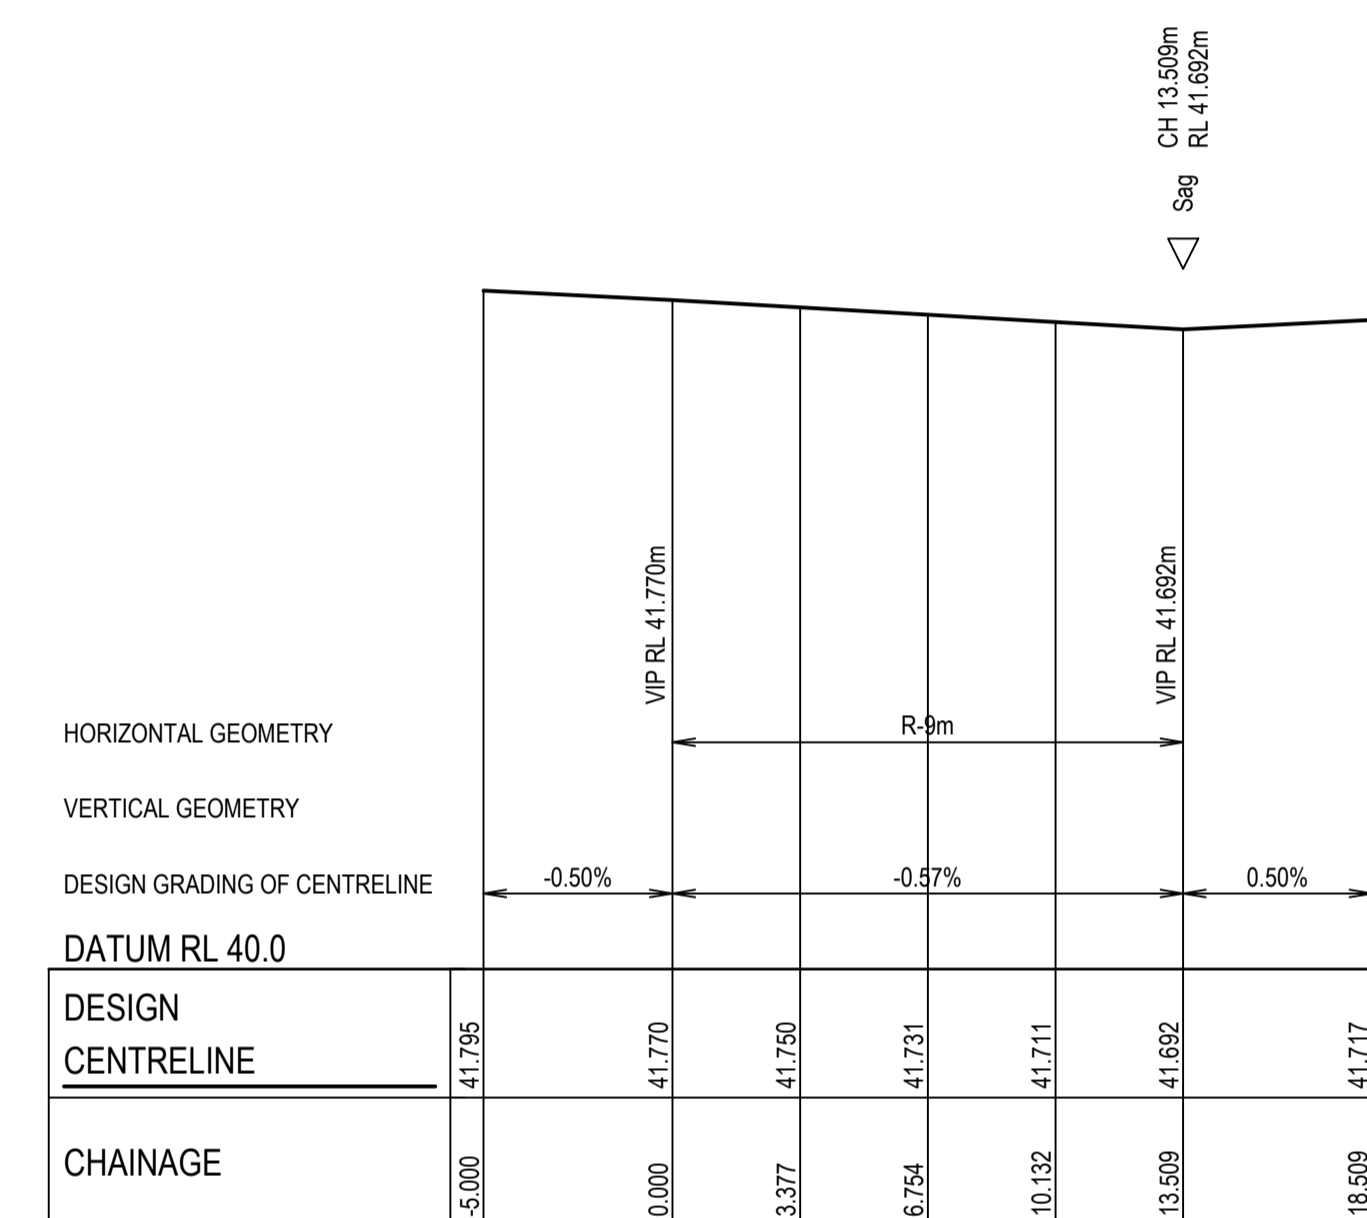 CH 13.509m
RL 41.692m
Sag
VIP RL 41.770m
VIP RL 41.692m
HORIZONTAL GEOMETRY
R-9m
VERTICAL GEOMETRY
DESIGN GRADING OF CENTRELINE
-0.50%
-0.57%
0.50%
DATUM RL 40.0
DESIGN
CENTRELINE
41.795
41.770
41.750
41.731
41.711
41.692
41.717
CHAINAGE
-5.000
0.000
3.377
6.754
10.132
13.509
18.509